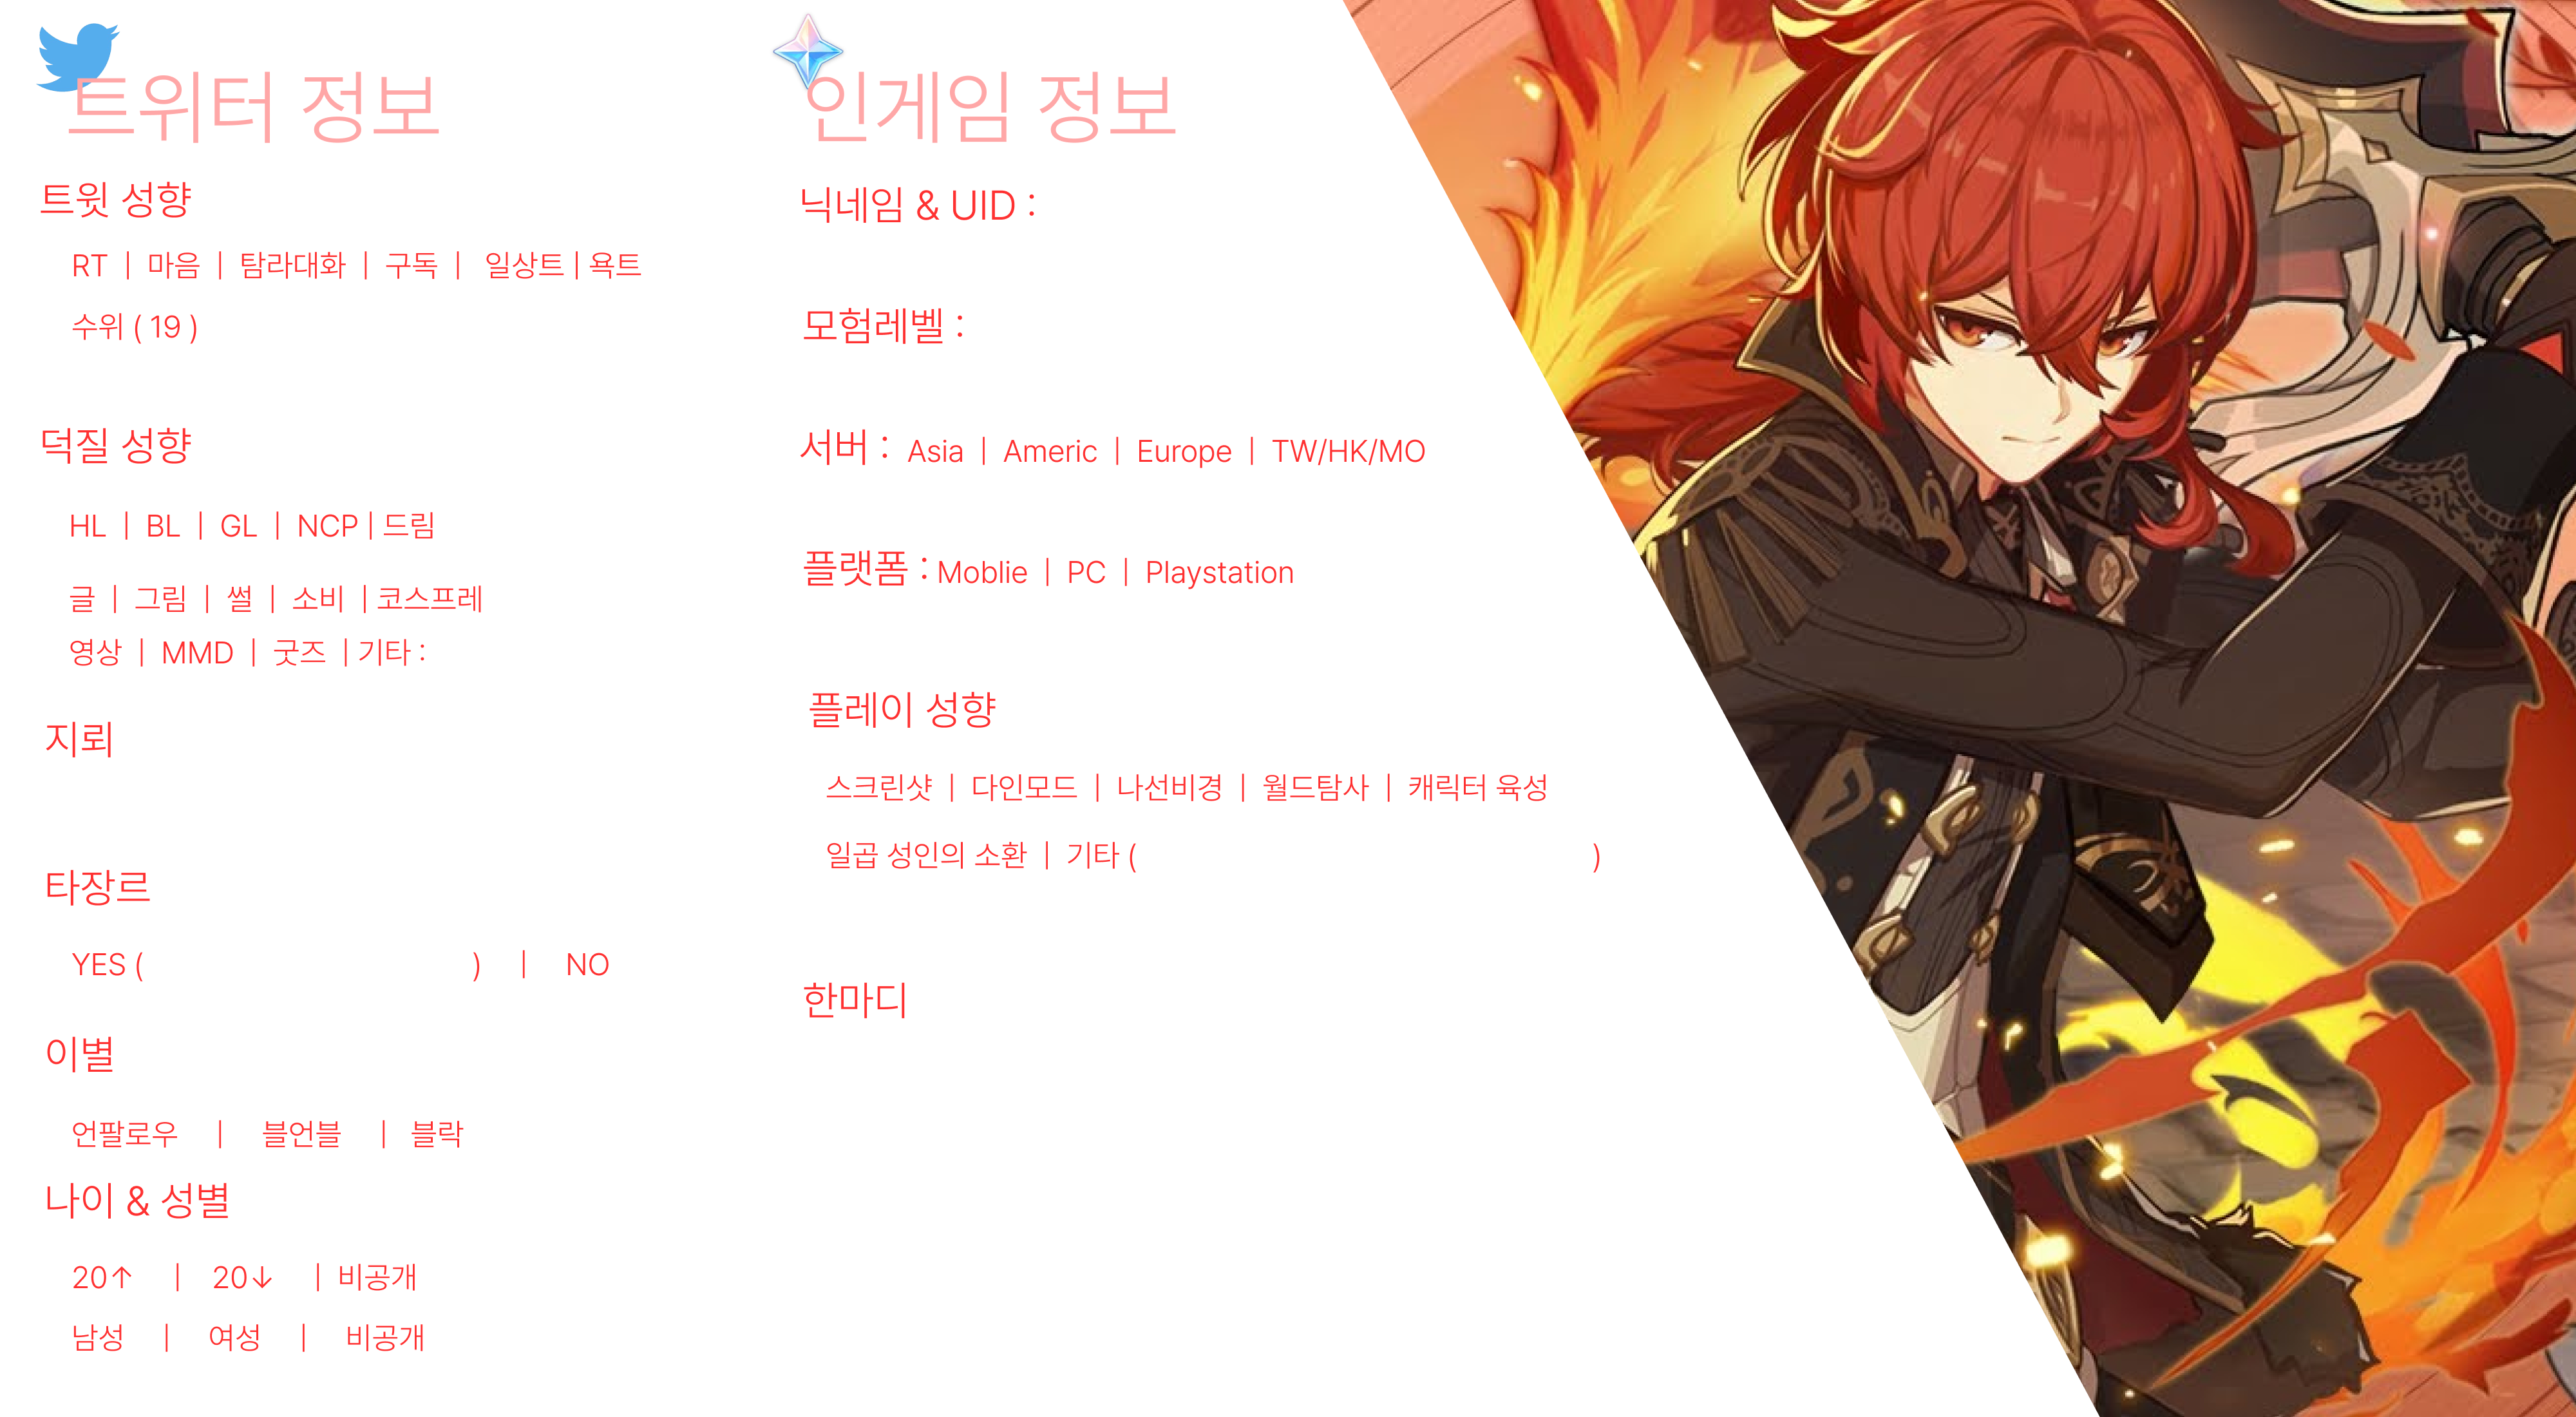 트위터 정보
트윗 성향
RT | 마음 | 탐라대화 | 구독 | 일상트 | 욕트
수위 ( 19 )
덕질 성향
HL | BL | GL | NCP | 드림
글 | 그림 | 썰 | 소비 | 코스프레
영상 | MMD | 굿즈 | 기타 :
지뢰
타장르
YES ( ) | NO
이별
언팔로우 | 블언블 | 블락
나이 & 성별
20↑ | 20↓ | 비공개
남성 | 여성 | 비공개
인게임 정보
닉네임 & UID :
모험레벨 :
서버 : Asia | Americ | Europe | TW/HK/MO
플랫폼 : Moblie | PC | Playstation
플레이 성향
스크린샷 | 다인모드 | 나선비경 | 월드탐사 | 캐릭터 육성
일곱 성인의 소환 | 기타 ( )
한마디